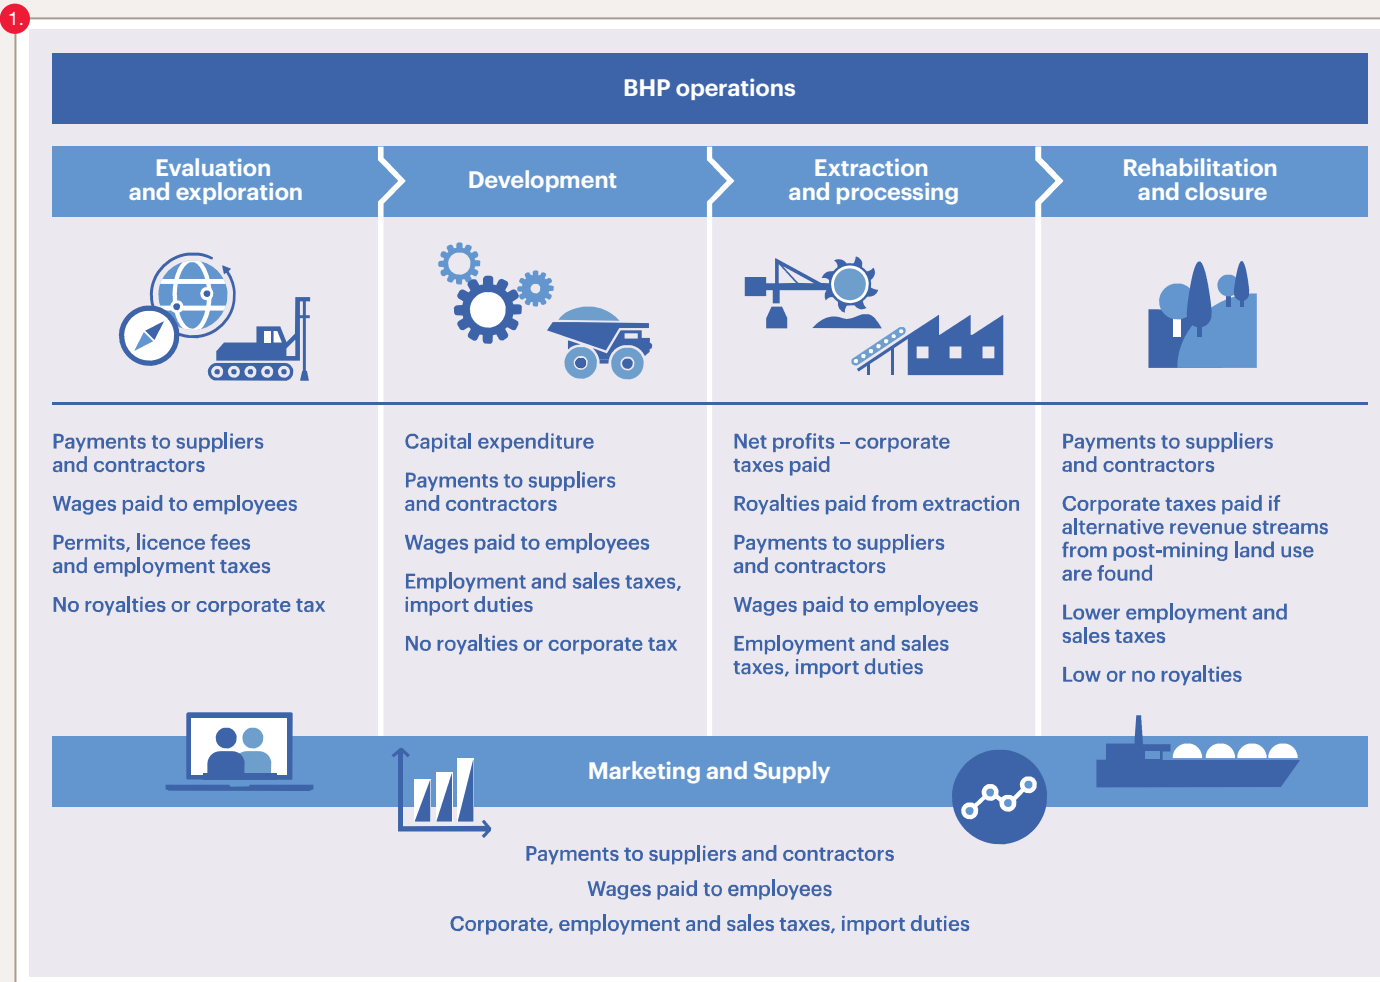 1.
BHP operations
Evaluation
and exploration
Development
Extraction
and processing
Rehabilitation
and closure
Payments to suppliers
and contractors
Wages paid to employees
Permits, licence fees
and employment taxes
No royalties or corporate tax
Capital expenditure
Payments to suppliers
and contractors
Wages paid to employees
Employment and sales taxes,
import duties
No royalties or corporate tax
Net profits – corporate
taxes paid
Royalties paid from extraction
Payments to suppliers
and contractors
Wages paid to employees
Employment and sales
taxes, import duties
Payments to suppliers
and contractors
Corporate taxes paid if
alternative revenue streams
from post-mining land use
are found
Lower employment and
sales taxes
Low or no royalties
Marketing and Supply
Payments to suppliers and contractors
Wages paid to employees
Corporate, employment and sales taxes, import duties